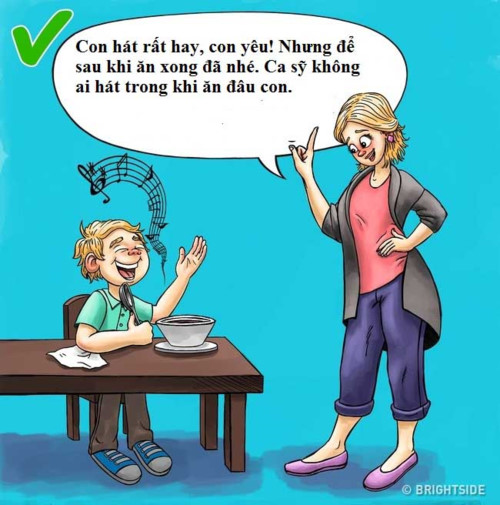 Con hát rất hay, con yêu! Nhưng để
sau khi ăn xong đã nhé. Ca sỹ không
ai hát trong khi ăn đâu con.
© BRIGHTSIDE